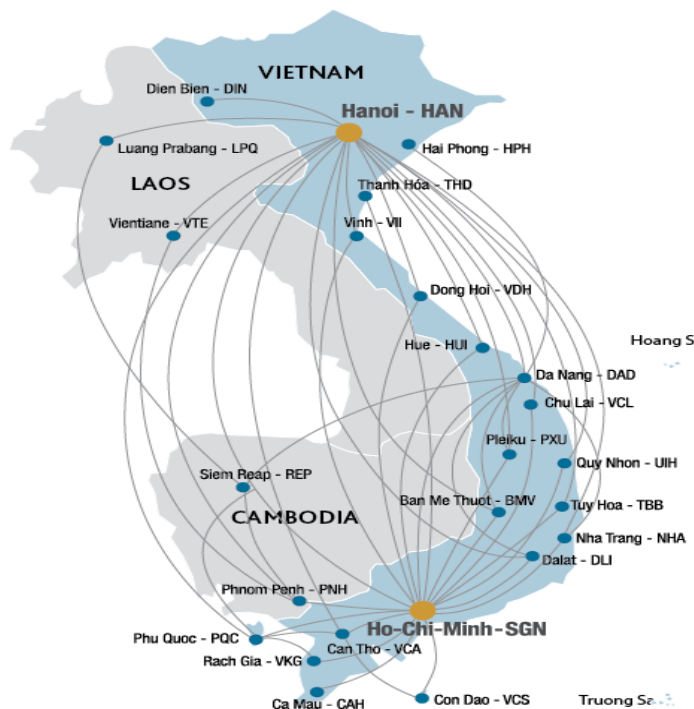 VIETNAM
Dien Bien - DIN
Hanoi - HAN
Luang Prabang - LPQ
Hai Phong - HPH
LAOS
Thanh Hóa - THD
Vientiane - VTE
Vinh - VII
Dong Hoi - VDH
Hoang S
Hue - HUI
Da Nang - DAD
Chu Lai - VCL
Pleiku - PXU
Quy Nhon - UIH
Siem Reap - REP
Ban Me Thuot - BMV
Tuy Hoa - TBB
CAMBODIA
Nha Trang - NHA
Dalat - DLI
Phnom Penh - PNH
Ho-Chi-Minh-SGN
Phu Quoc - PQC
Can Tho - VCA
Rach Gia - VKG
Ca Mau - CAH
Con Dao - VCS
Truong Sa